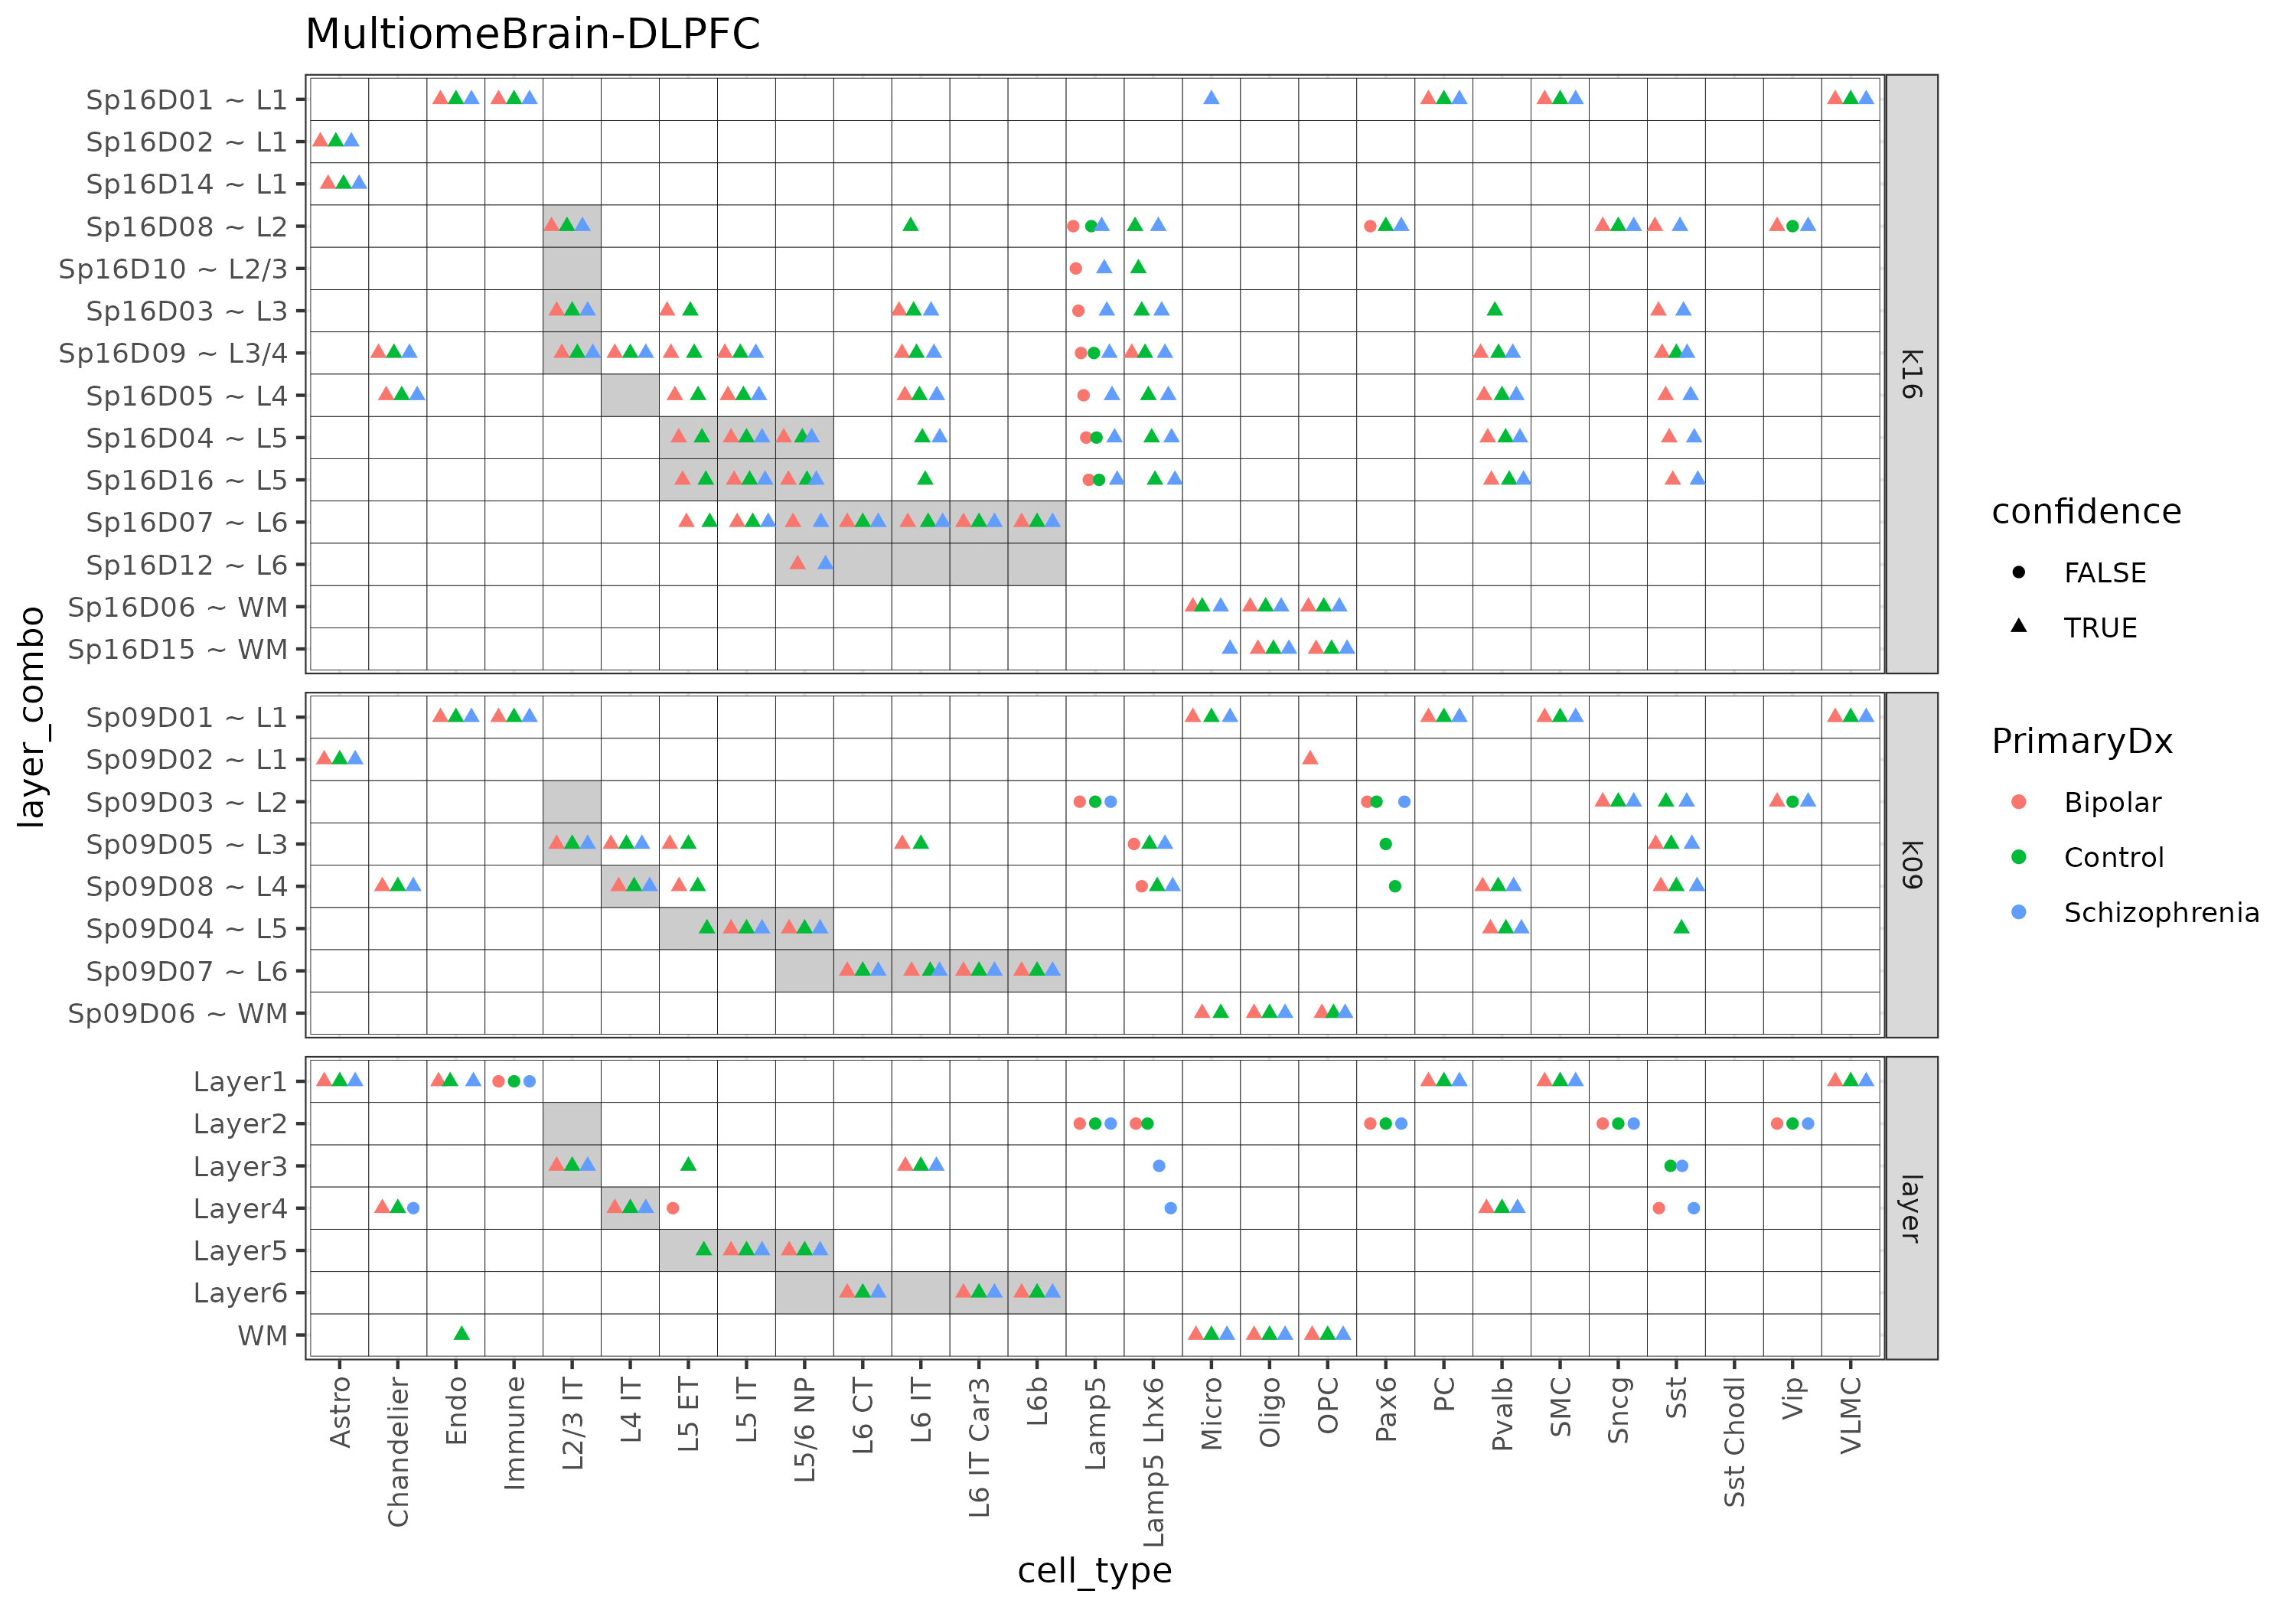 MultiomeBrain-DLPFC
layer_combo
Sp16D01 ~ L1
Sp16D02 ~ L1
Sp16D14 ~ L1
Sp16D08 ~ L2
Sp16D10 ~ L2/3
Sp16D03 ~ L3
Sp16D09 ~ L3/4
Sp16D05 ~ L4
Sp16D04 ~ L5
Sp16D16 ~ L5
Sp16D07 ~ L6
Sp16D12 ~ L6
Sp16D06 ~ WM
Sp16D15 ~ WM
k16
Sp09D01 ~ L1
Sp09D02 ~ L1
Sp09D03 ~ L2
Sp09D05 ~ L3
Sp09D08 ~ L4
Sp09D04 ~ L5
Sp09D07 ~ L6
Sp09D06 ~ WM
k09
Layer1
Layer2
Layer3
Layer4
Layer5
Layer6
WM
layer
Astro
Chandelier
Endo
Immune
L2/3 IT
L4 IT
L5 ET
L5 IT
L5/6 NP
L6 CT
L6 IT
L6 IT Car3
L6b
Lamp5
Lamp5 Lhx6
Micro
Oligo
OPC
Pax6
PC
Pvalb
SMC
Sncg
Sst
Sst Chodl
Vip
VLMC
cell_type
confidence
FALSE
TRUE
PrimaryDx
Bipolar
Control
Schizophrenia